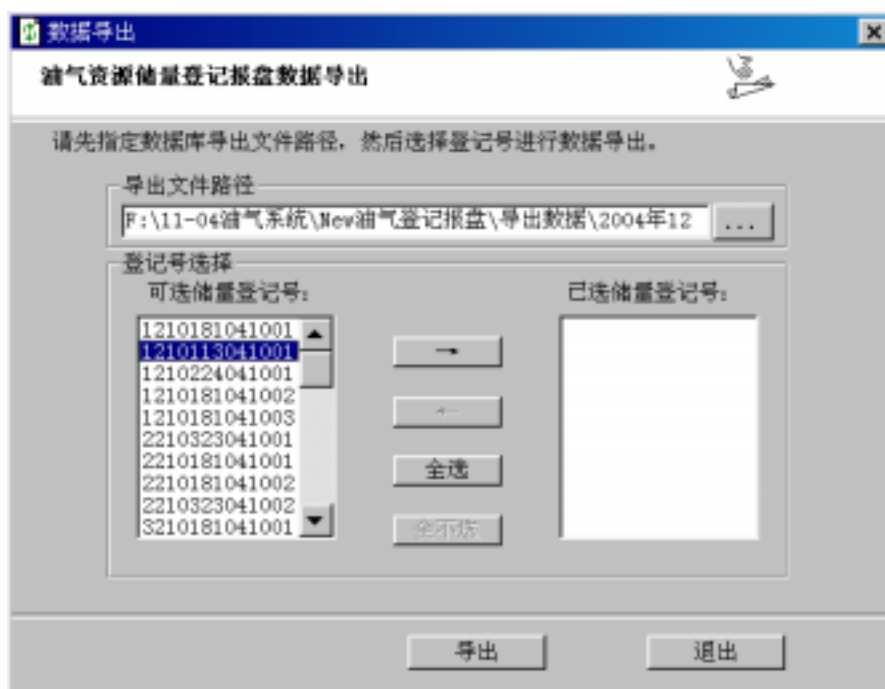 数据导出
油气资源储量登记报盘数据导出
请先指定数据库导出文件路径，然后选择登记号进行数据导出。
导出文件路径
F:\11-04油气系统\New油气登记报盘\导出数据\2004年12
...
登记号选择
可选储量登记号：
已选储量登记号：
1210181041001
1210113041001
1210224041001
1210181041002
1210181041003
2210323041001
2210181041001
2210181041002
2210323041002
3210181041001
→
←
全选
全不选
导出
退出